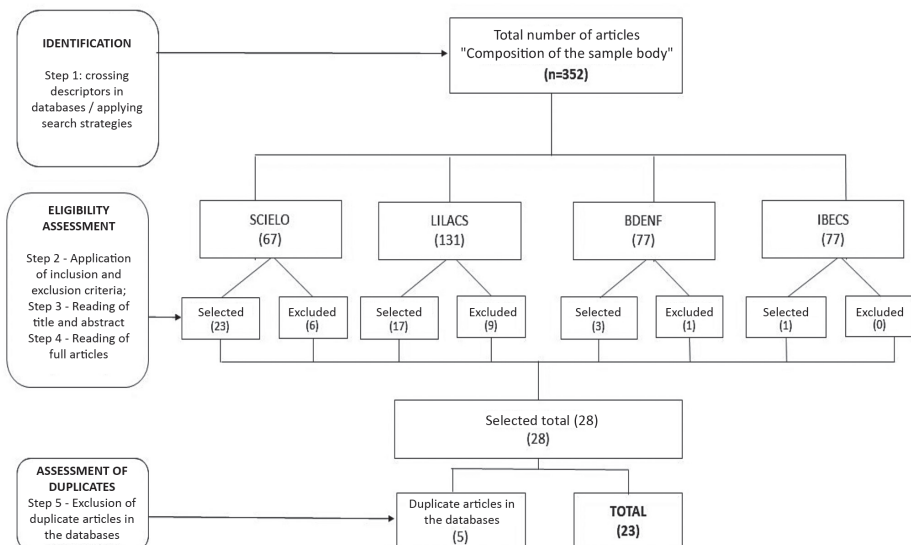 IDENTIFICATION
Step 1: crossing
descriptors in
databases / applying
search strategies
Total number of articles
"Composition of the sample body"
(n=352)
ELIGIBILITY
ASSESSMENT
Step 2 - Application
of inclusion and
exclusion criteria;
Step 3 - Reading of
title and abstract
Step 4 - Reading of
full articles
SCIELO
(67)
LILACS
(131)
BDENF
(77)
IBECS
(77)
Selected
(23)
Excluded
(6)
Selected
(17)
Excluded
(9)
Selected
(3)
Excluded
(1)
Selected
(1)
Excluded
(0)
Selected total (28)
(28)
ASSESSMENT OF
DUPLICATES
Step 5 - Exclusion of
duplicate articles in
the databases
Duplicate articles in
the databases
(5)
TOTAL
(23)